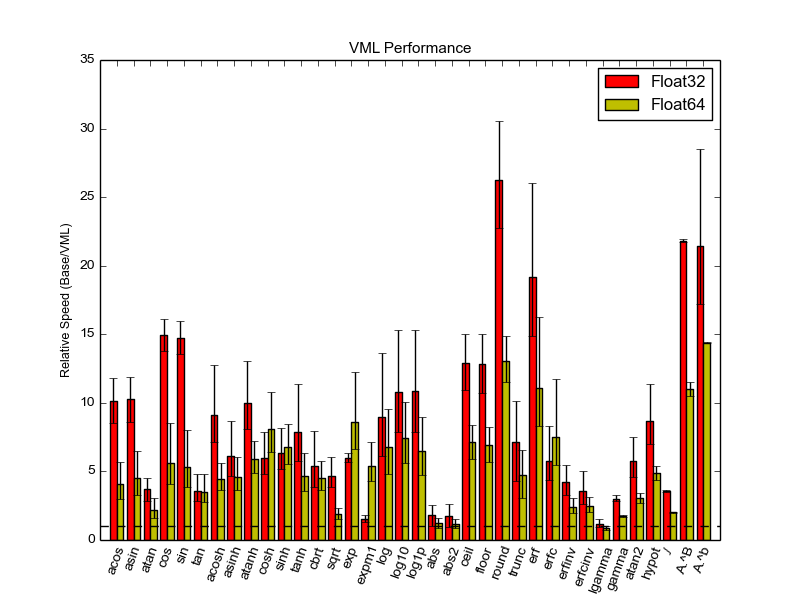 VML Performance
Float32
Float64
Relative Speed (Base/VML)
35
30
25
20
15
10
5
0
acos
asin
atan
cos
sin
tan
acosh
asinh
atanh
cosh
sinh
tanh
cbrt
sqrt
exp
expm1
log
log10
log1p
abs
abs2
ceil
floor
round
trunc
erf
erfc
erfinv
erfcinv
lgamma
gamma
atan2
hypot
./
A.^B
A.^b